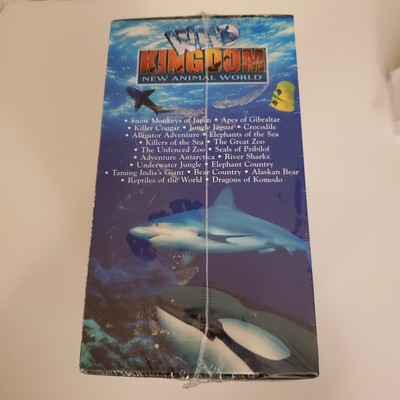 WILD
KINGDOM
NEW ANIMAL WORLD
• Snow Monkeys of Japan • Apes of Gibraltar
• Killer Cougar • Jungle Jaguar • Crocodile
• Alligator Adventure • Elephants of the Sea
• Killers of the Sea • The Great Zoo
• The Unfenced Zoo • Seals of Pribilof
• Adventure Antarctica • River Sharks
• Underwater Jungle • Elephant Country
• Taming India's Giant • Bear Country • Alaskan Bear
• Reptiles of the World • Dragons of Komodo